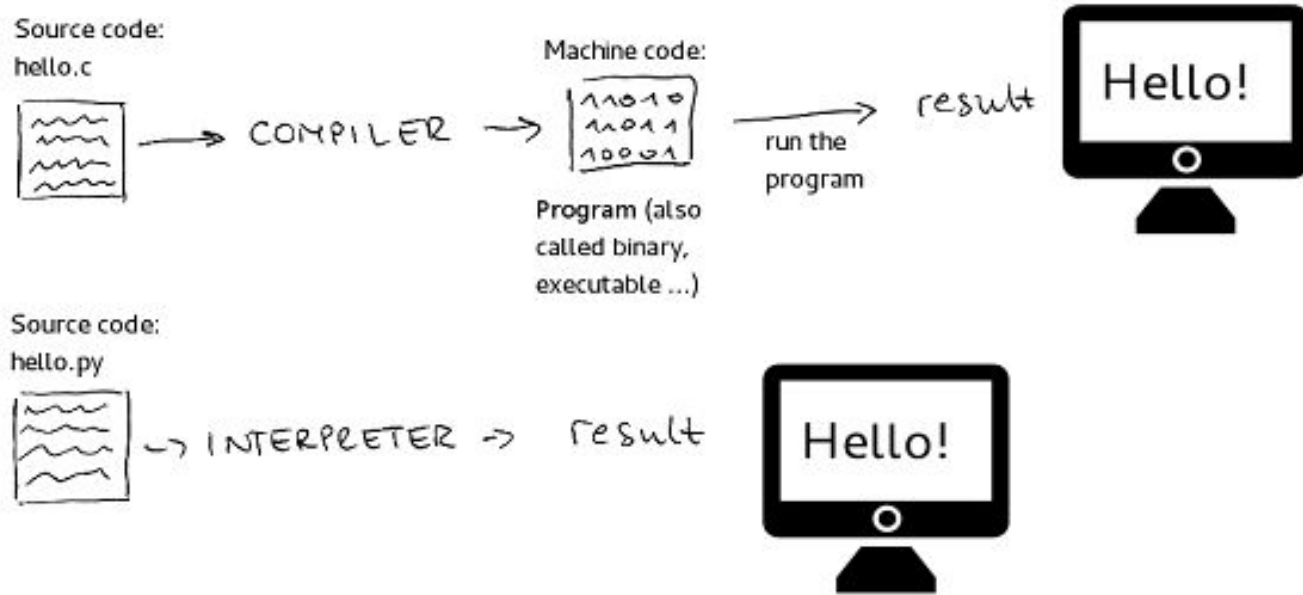 Source code:
hello.c
COMPILER
Machine code:
11010
11011
10001
Program (also
called binary,
executable ...)
run the
program
result
Hello!
Source code:
hello.py
INTERPRETER
result
Hello!